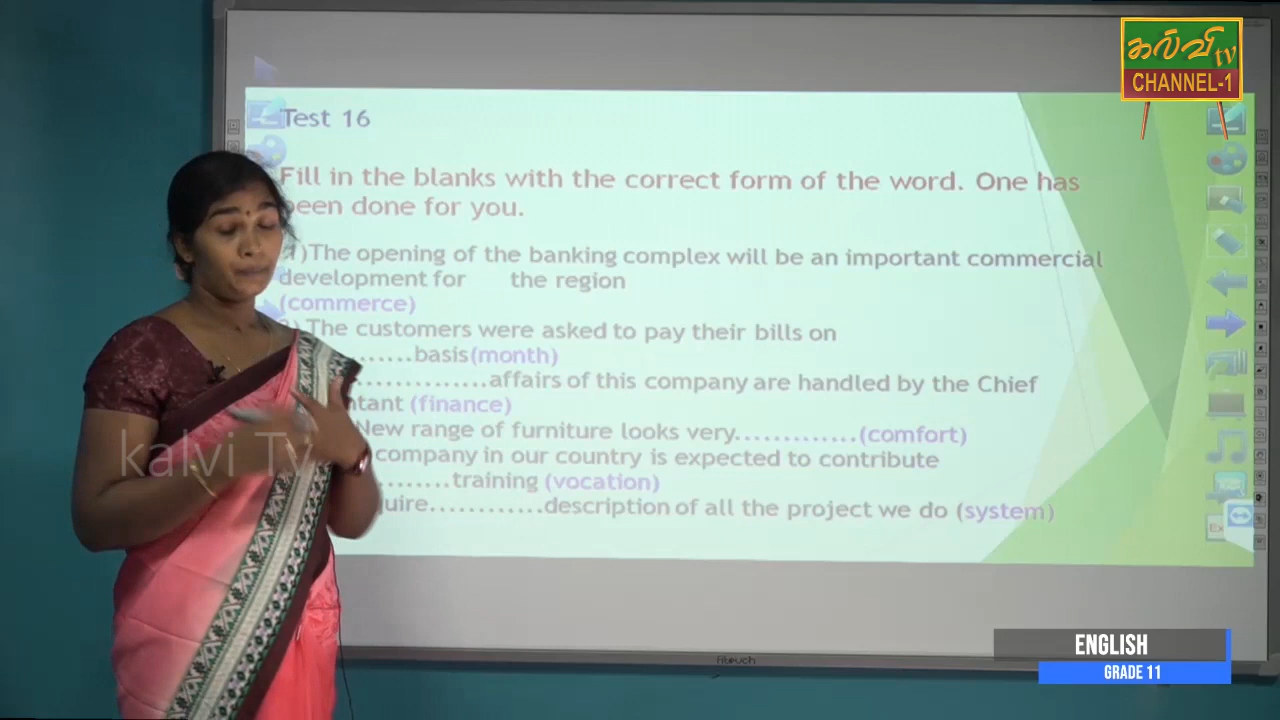 கல்வி tv
CHANNEL-1
Test 16
Fill in the blanks with the correct form of the word. One has
been done for you.
1)The opening of the banking complex will be an important commercial
development for the region
(commerce)
The customers were asked to pay their bills on
......basis(month)
..............affairs of this company are handled by the Chief
(finance)
New range of furniture looks very.............(comfort)
company in our country is expected to contribute
........training (vocation)
............description of all the project we do (system)
kalvi Tv
Fitouch
ENGLISH
GRADE 11